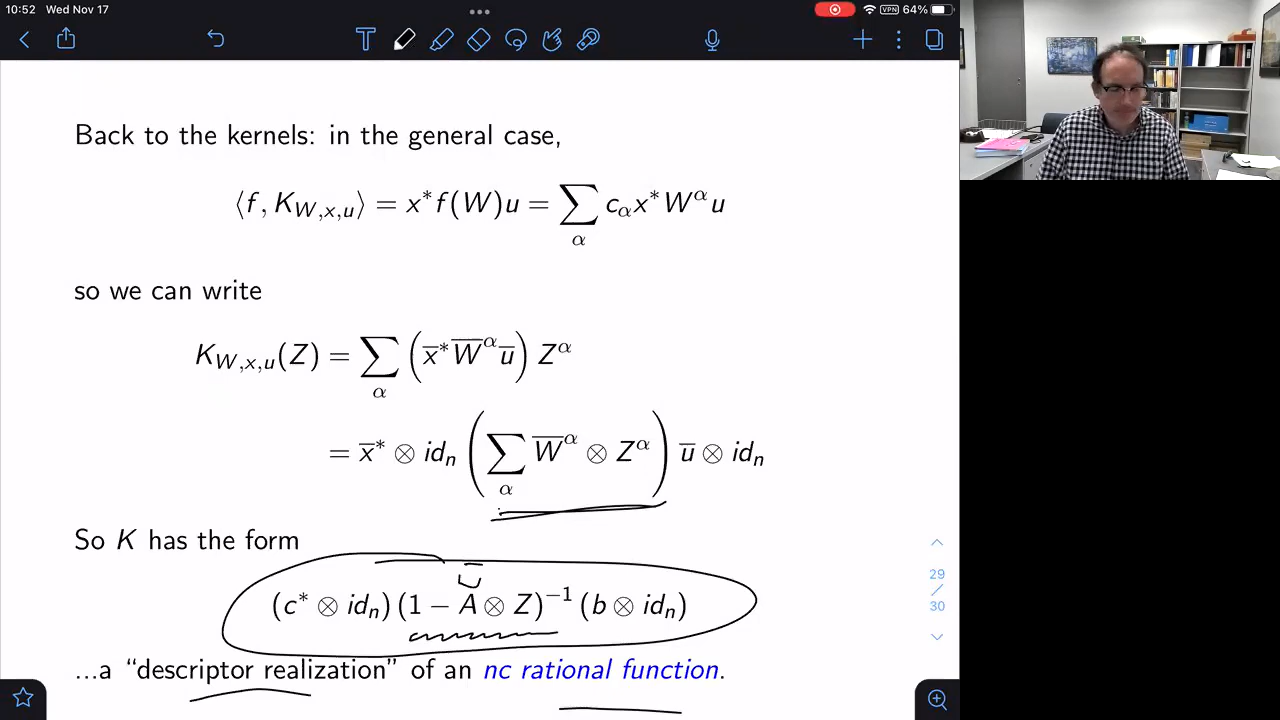 10:52 Wed Nov 17
VPN 64%
Back to the kernels: in the general case,
⟨f, K_{W,x,u}⟩ = x*f(W)u = ∑_α c_α x*W^α u
so we can write
K_{W,x,u}(Z) = ∑_α (x̅* W̅^α u̅) Z^α
= x̅* ⊗ id_n (∑_α W̅^α ⊗ Z^α) u̅ ⊗ id_n
So K has the form
(c* ⊗ id_n)(1 − A ⊗ Z)^{−1}(b ⊗ id_n)
...a “descriptor realization” of an nc rational function.
29
/
30